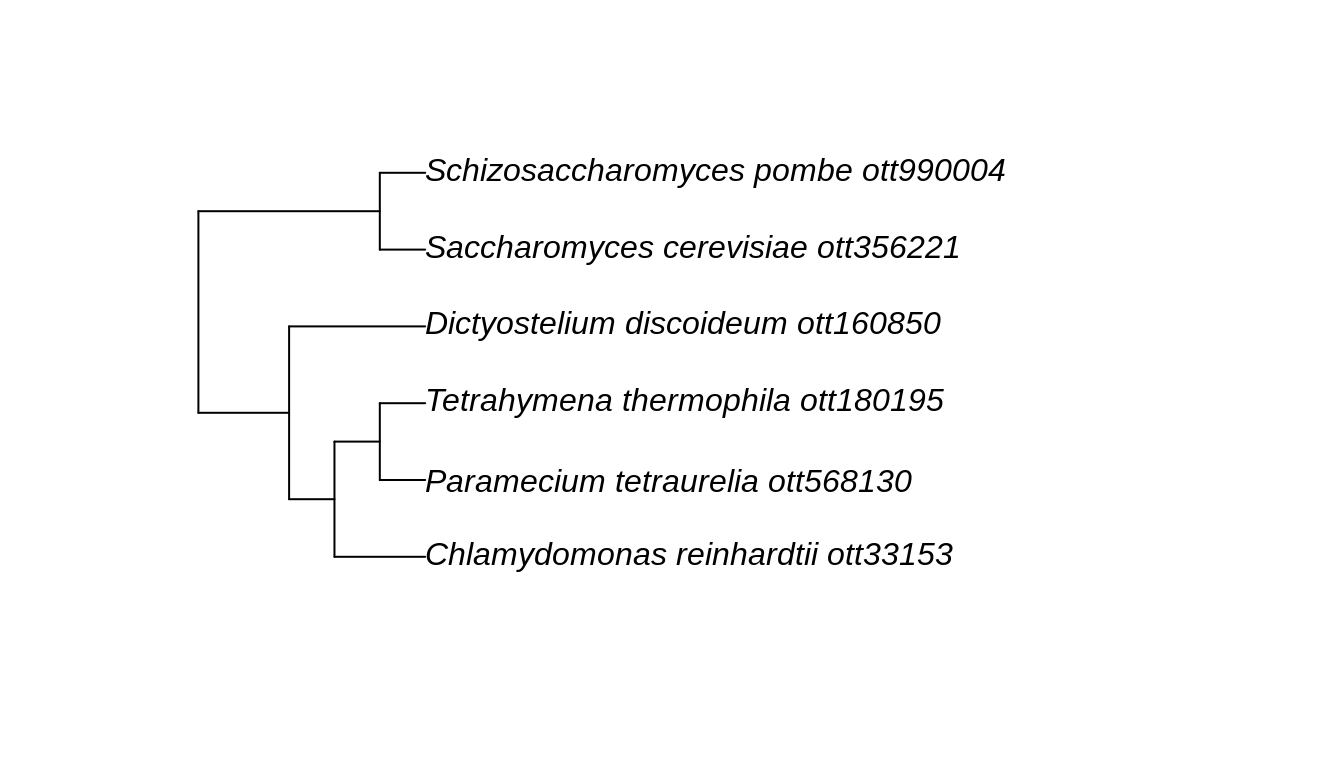 Schizosaccharomyces pombe ott990004
Saccharomyces cerevisiae ott356221
Dictyostelium discoideum ott160850
Tetrahymena thermophila ott180195
Paramecium tetraurelia ott568130
Chlamydomonas reinhardtii ott33153